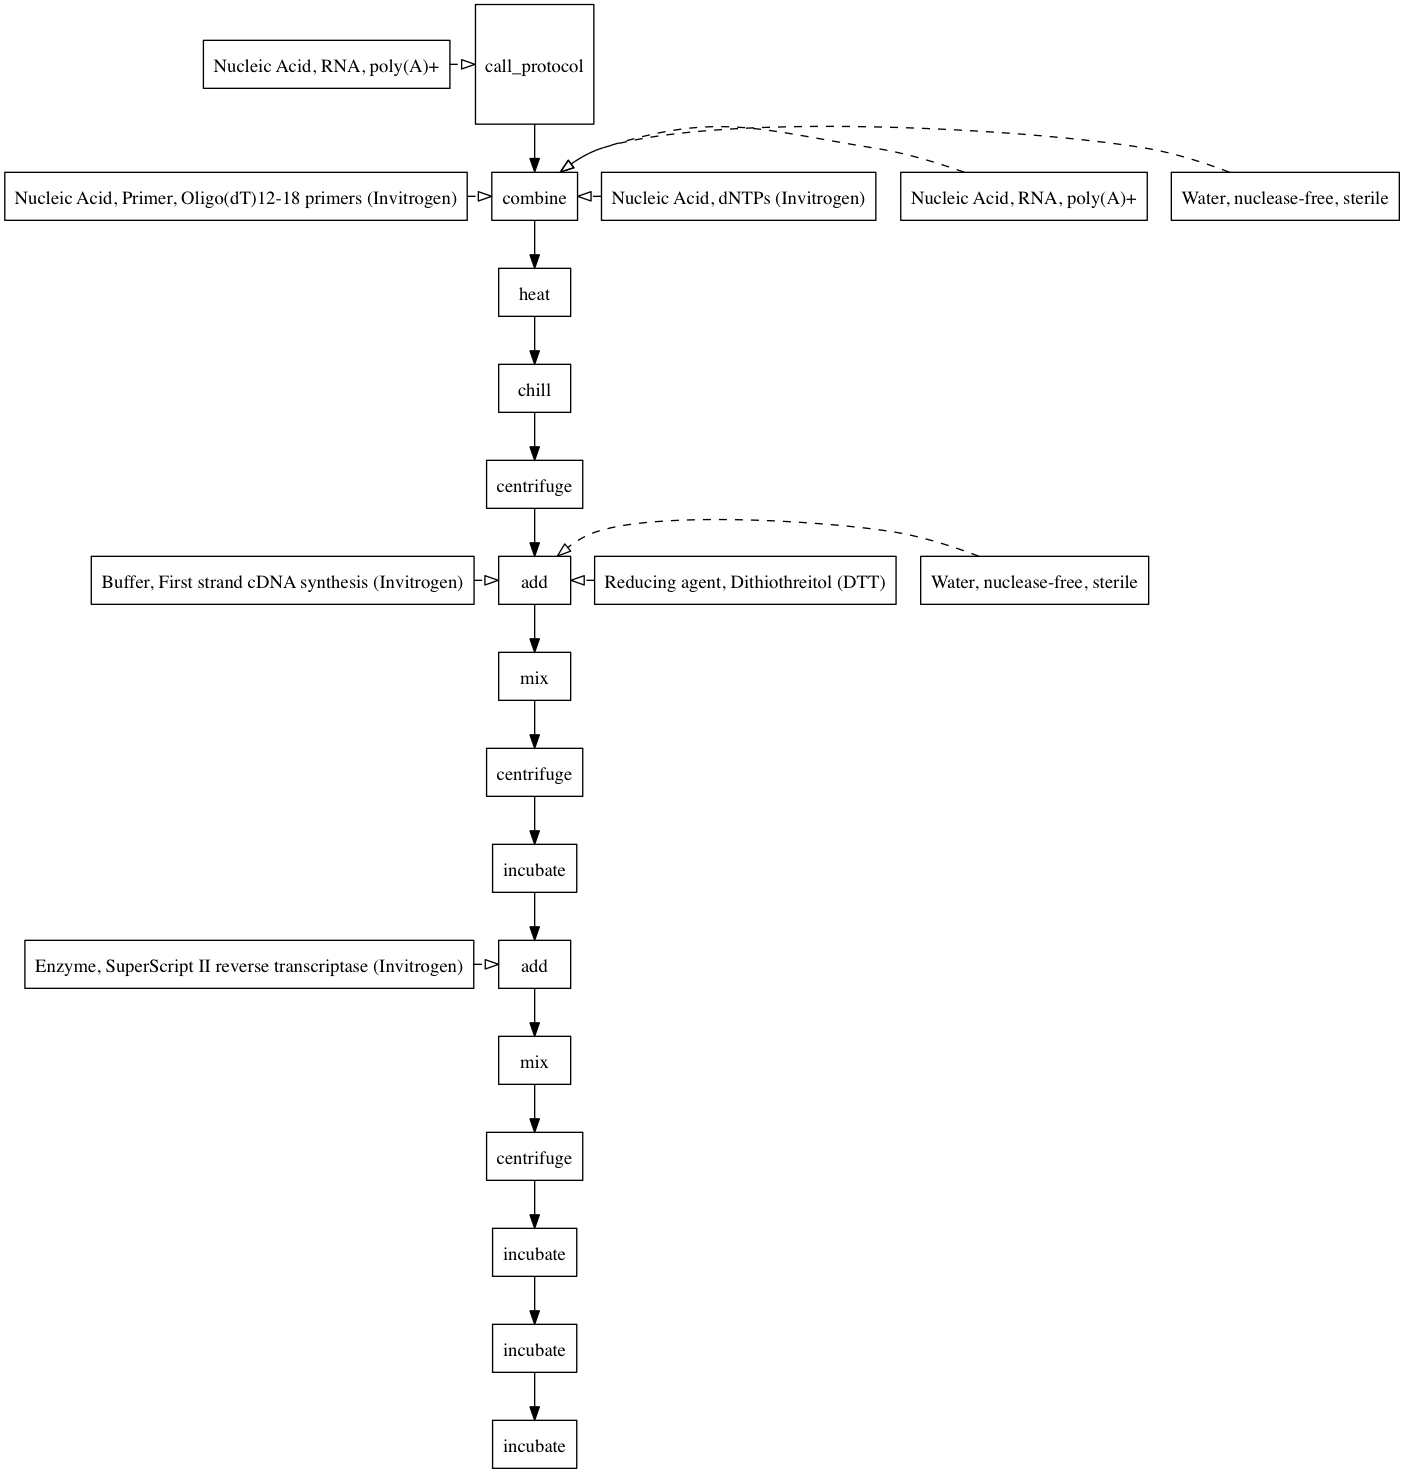 Nucleic Acid, RNA, poly(A)+
call_protocol
Nucleic Acid, Primer, Oligo(dT)12-18 primers (Invitrogen)
combine
Nucleic Acid, dNTPs (Invitrogen)
Nucleic Acid, RNA, poly(A)+
Water, nuclease-free, sterile
heat
chill
centrifuge
Buffer, First strand cDNA synthesis (Invitrogen)
add
Reducing agent, Dithiothreitol (DTT)
Water, nuclease-free, sterile
mix
centrifuge
incubate
Enzyme, SuperScript II reverse transcriptase (Invitrogen)
add
mix
centrifuge
incubate
incubate
incubate